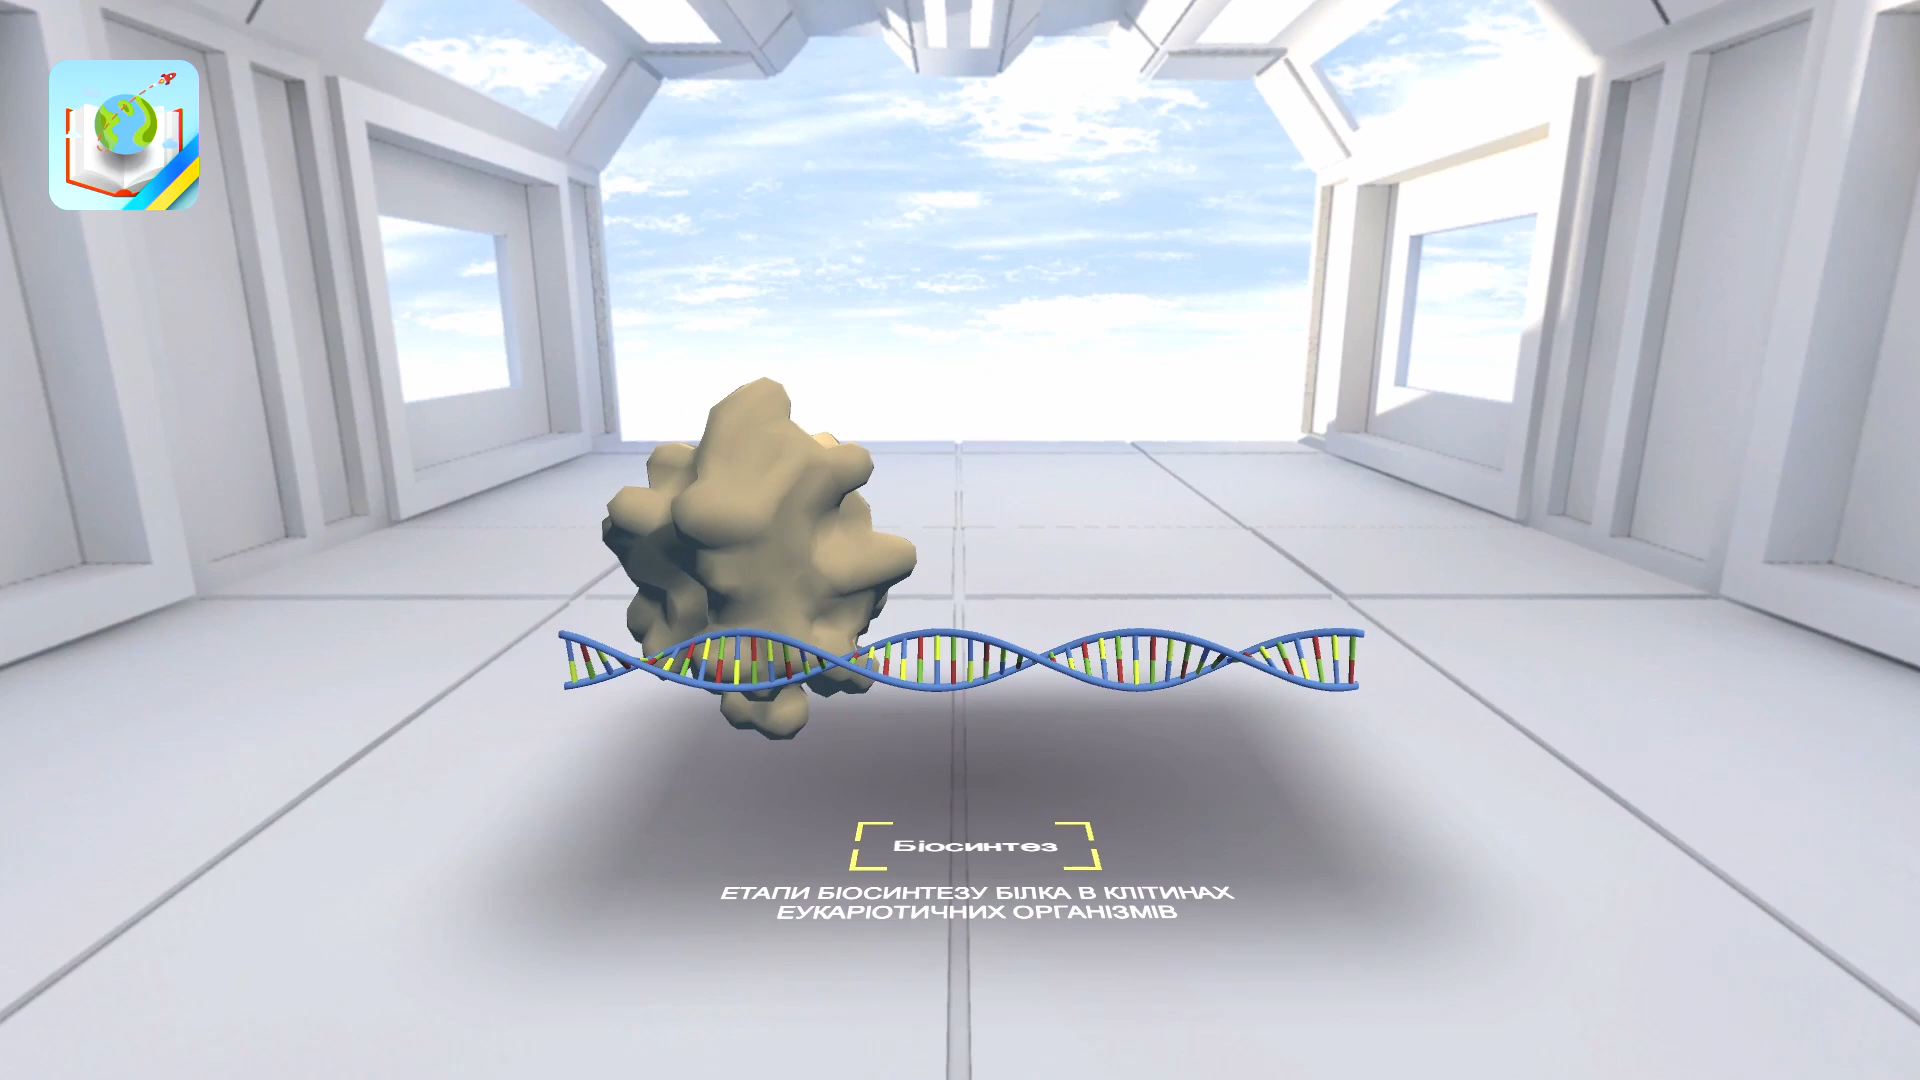 Біосинтез
ЕТАПИ БІОСИНТЕЗУ БІЛКА В КЛІТИНАХ
ЕУКАРІОТИЧНИХ ОРГАНІЗМІВ